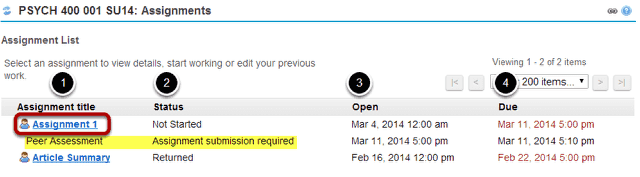 PSYCH 400 001 SU14: Assignments
Assignment List
Select an assignment to view details, start working or edit your previous work.
Viewing 1 - 2 of 2 items
|< < 200 items... > >|
1 2 3 4
Assignment title Status Open Due
Assignment 1 Not Started Mar 4, 2014 12:00 am Mar 11, 2014 5:00 pm
Peer Assessment Assignment submission required Mar 11, 2014 5:00 pm Mar 11, 2014 5:10 pm
Article Summary Returned Feb 16, 2014 12:00 pm Feb 22, 2014 5:00 pm